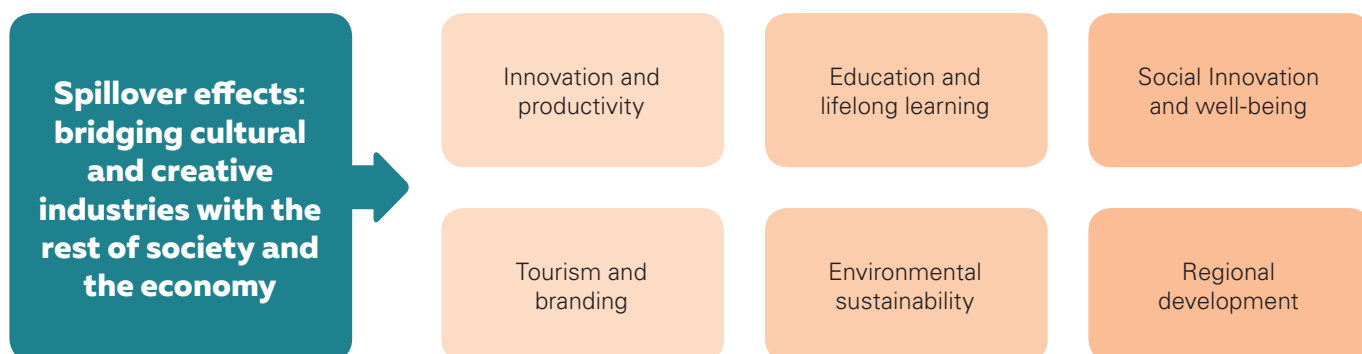 Spillover effects:
bridging cultural
and creative
industries with the
rest of society and
the economy
Innovation and
productivity
Education and
lifelong learning
Social Innovation
and well-being
Tourism and
branding
Environmental
sustainability
Regional
development